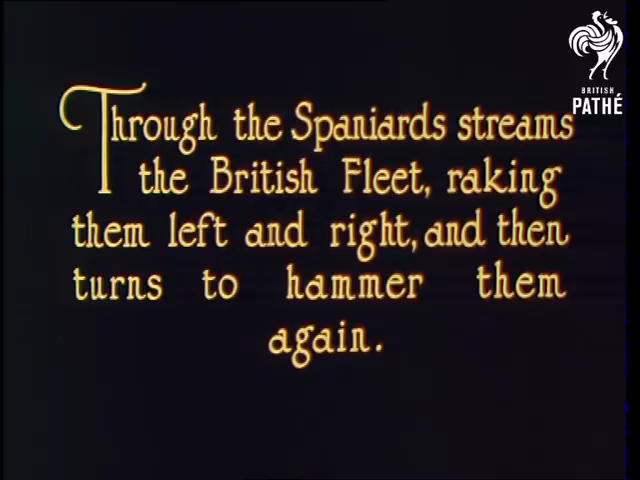 BRITISH
PATHÉ
Through the Spaniards streams
the British Fleet, raking
them left and right, and then
turns to hammer them
again.